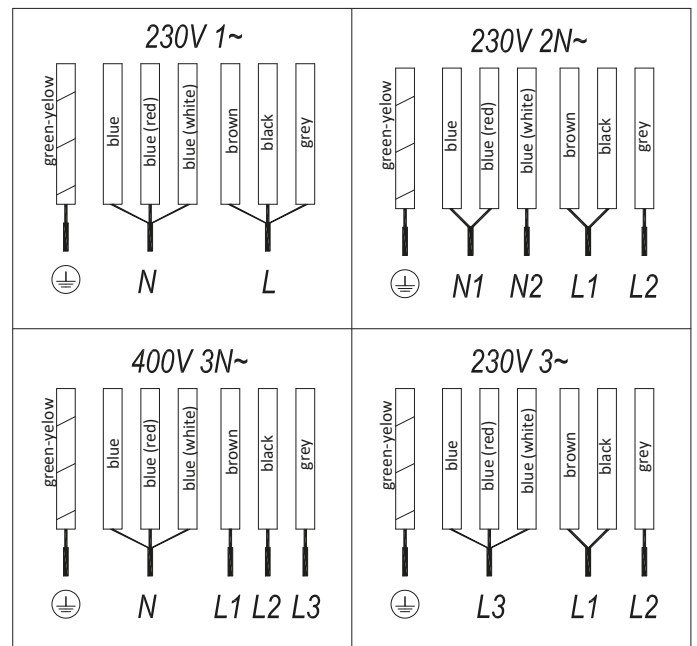 230V 1~
green-yelow
blue
blue (red)
blue (white)
brown
black
grey
N
L
230V 2N~
green-yelow
blue
blue (red)
blue (white)
brown
black
grey
N1 N2 L1 L2
400V 3N~
green-yelow
blue
blue (red)
blue (white)
brown
black
grey
N
L1 L2 L3
230V 3~
green-yelow
blue
blue (red)
blue (white)
brown
black
grey
L3
L1 L2